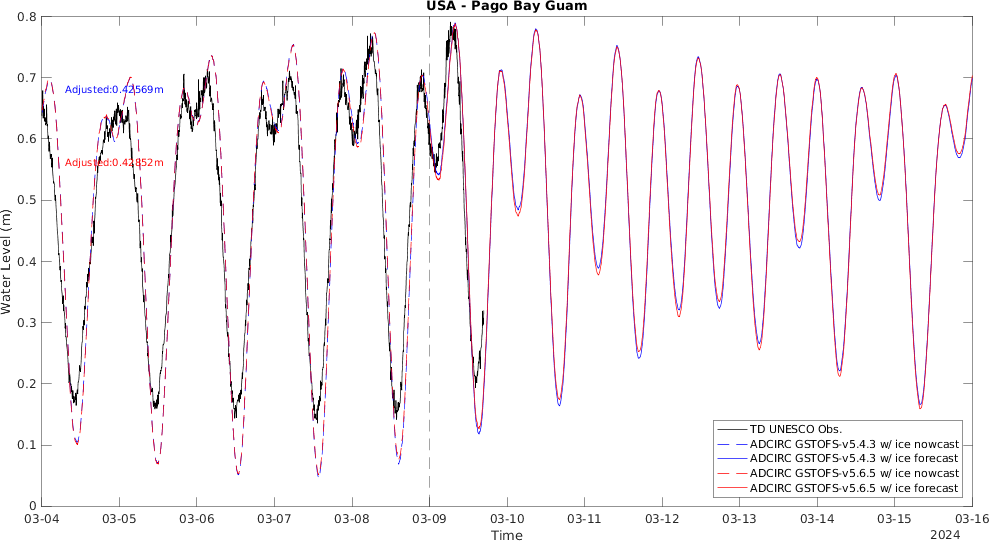 USA - Pago Bay Guam
0.8
0.7
0.6
0.5
0.4
0.3
0.2
0.1
0
Water Level (m)
Adjusted:0.42569m
Adjusted:0.42852m
TD UNESCO Obs.
ADCIRC GSTOFS-v5.4.3 w/ ice nowcast
ADCIRC GSTOFS-v5.4.3 w/ ice forecast
ADCIRC GSTOFS-v5.6.5 w/ ice nowcast
ADCIRC GSTOFS-v5.6.5 w/ ice forecast
03-04 03-05 03-06 03-07 03-08 03-09 03-10 03-11 03-12 03-13 03-14 03-15 03-16
Time
2024